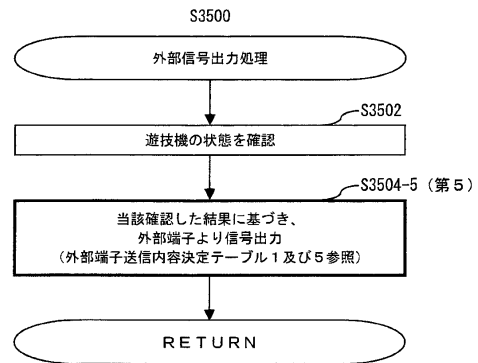 S3500
外部信号出力処理
S3502
遊技機の状態を確認
S3504-5（第５）
当該確認した結果に基づき、
外部端子より信号出力
（外部端子送信内容決定テーブル１及び５参照）
ＲＥＴＵＲＮ